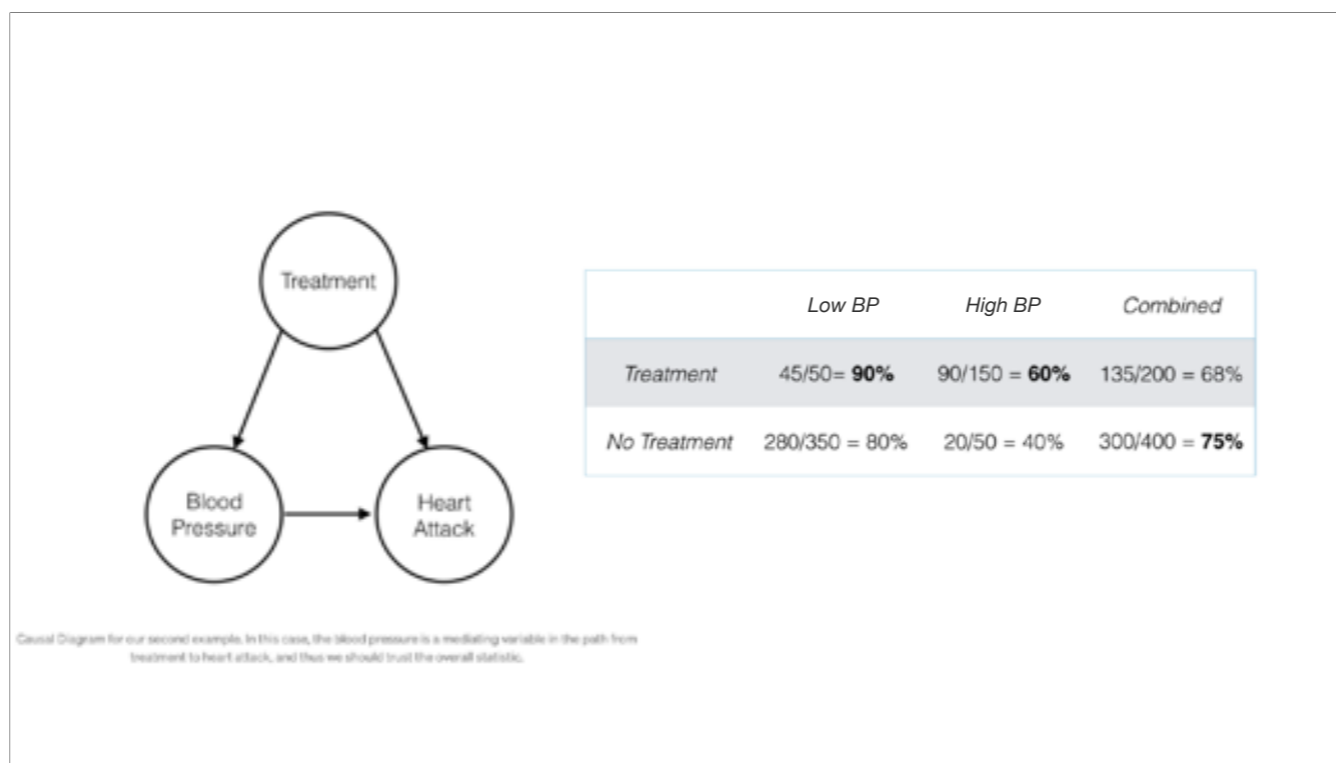 Treatment
Blood
Pressure
Heart
Attack
Low BP High BP Combined
Treatment 45/50= 90% 90/150 = 60% 135/200 = 68%
No Treatment 280/350 = 80% 20/50 = 40% 300/400 = 75%
Causal Diagram for our second example. In this case, the blood pressure is a mediating variable in the path from
treatment to heart attack, and thus we should trust the overall statistic.